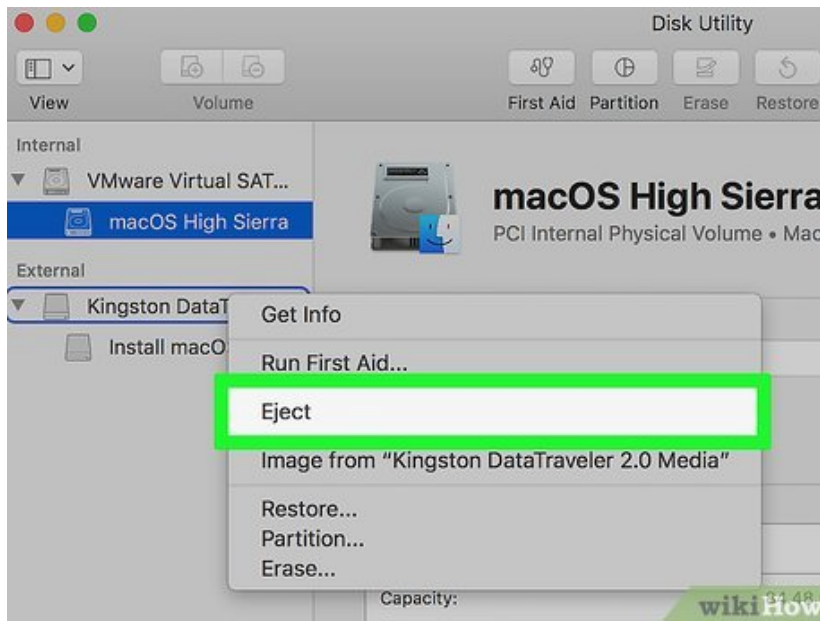 Disk Utility
View
Volume
First Aid
Partition
Erase
Restore
Internal
VMware Virtual SAT...
macOS High Sierra
External
Kingston DataT
Install macO
macOS High Sierra
PCI Internal Physical Volume • Mac
Get Info
Run First Aid...
Eject
Image from “Kingston DataTraveler 2.0 Media”
Restore...
Partition...
Erase...
Capacity:
wikiHow